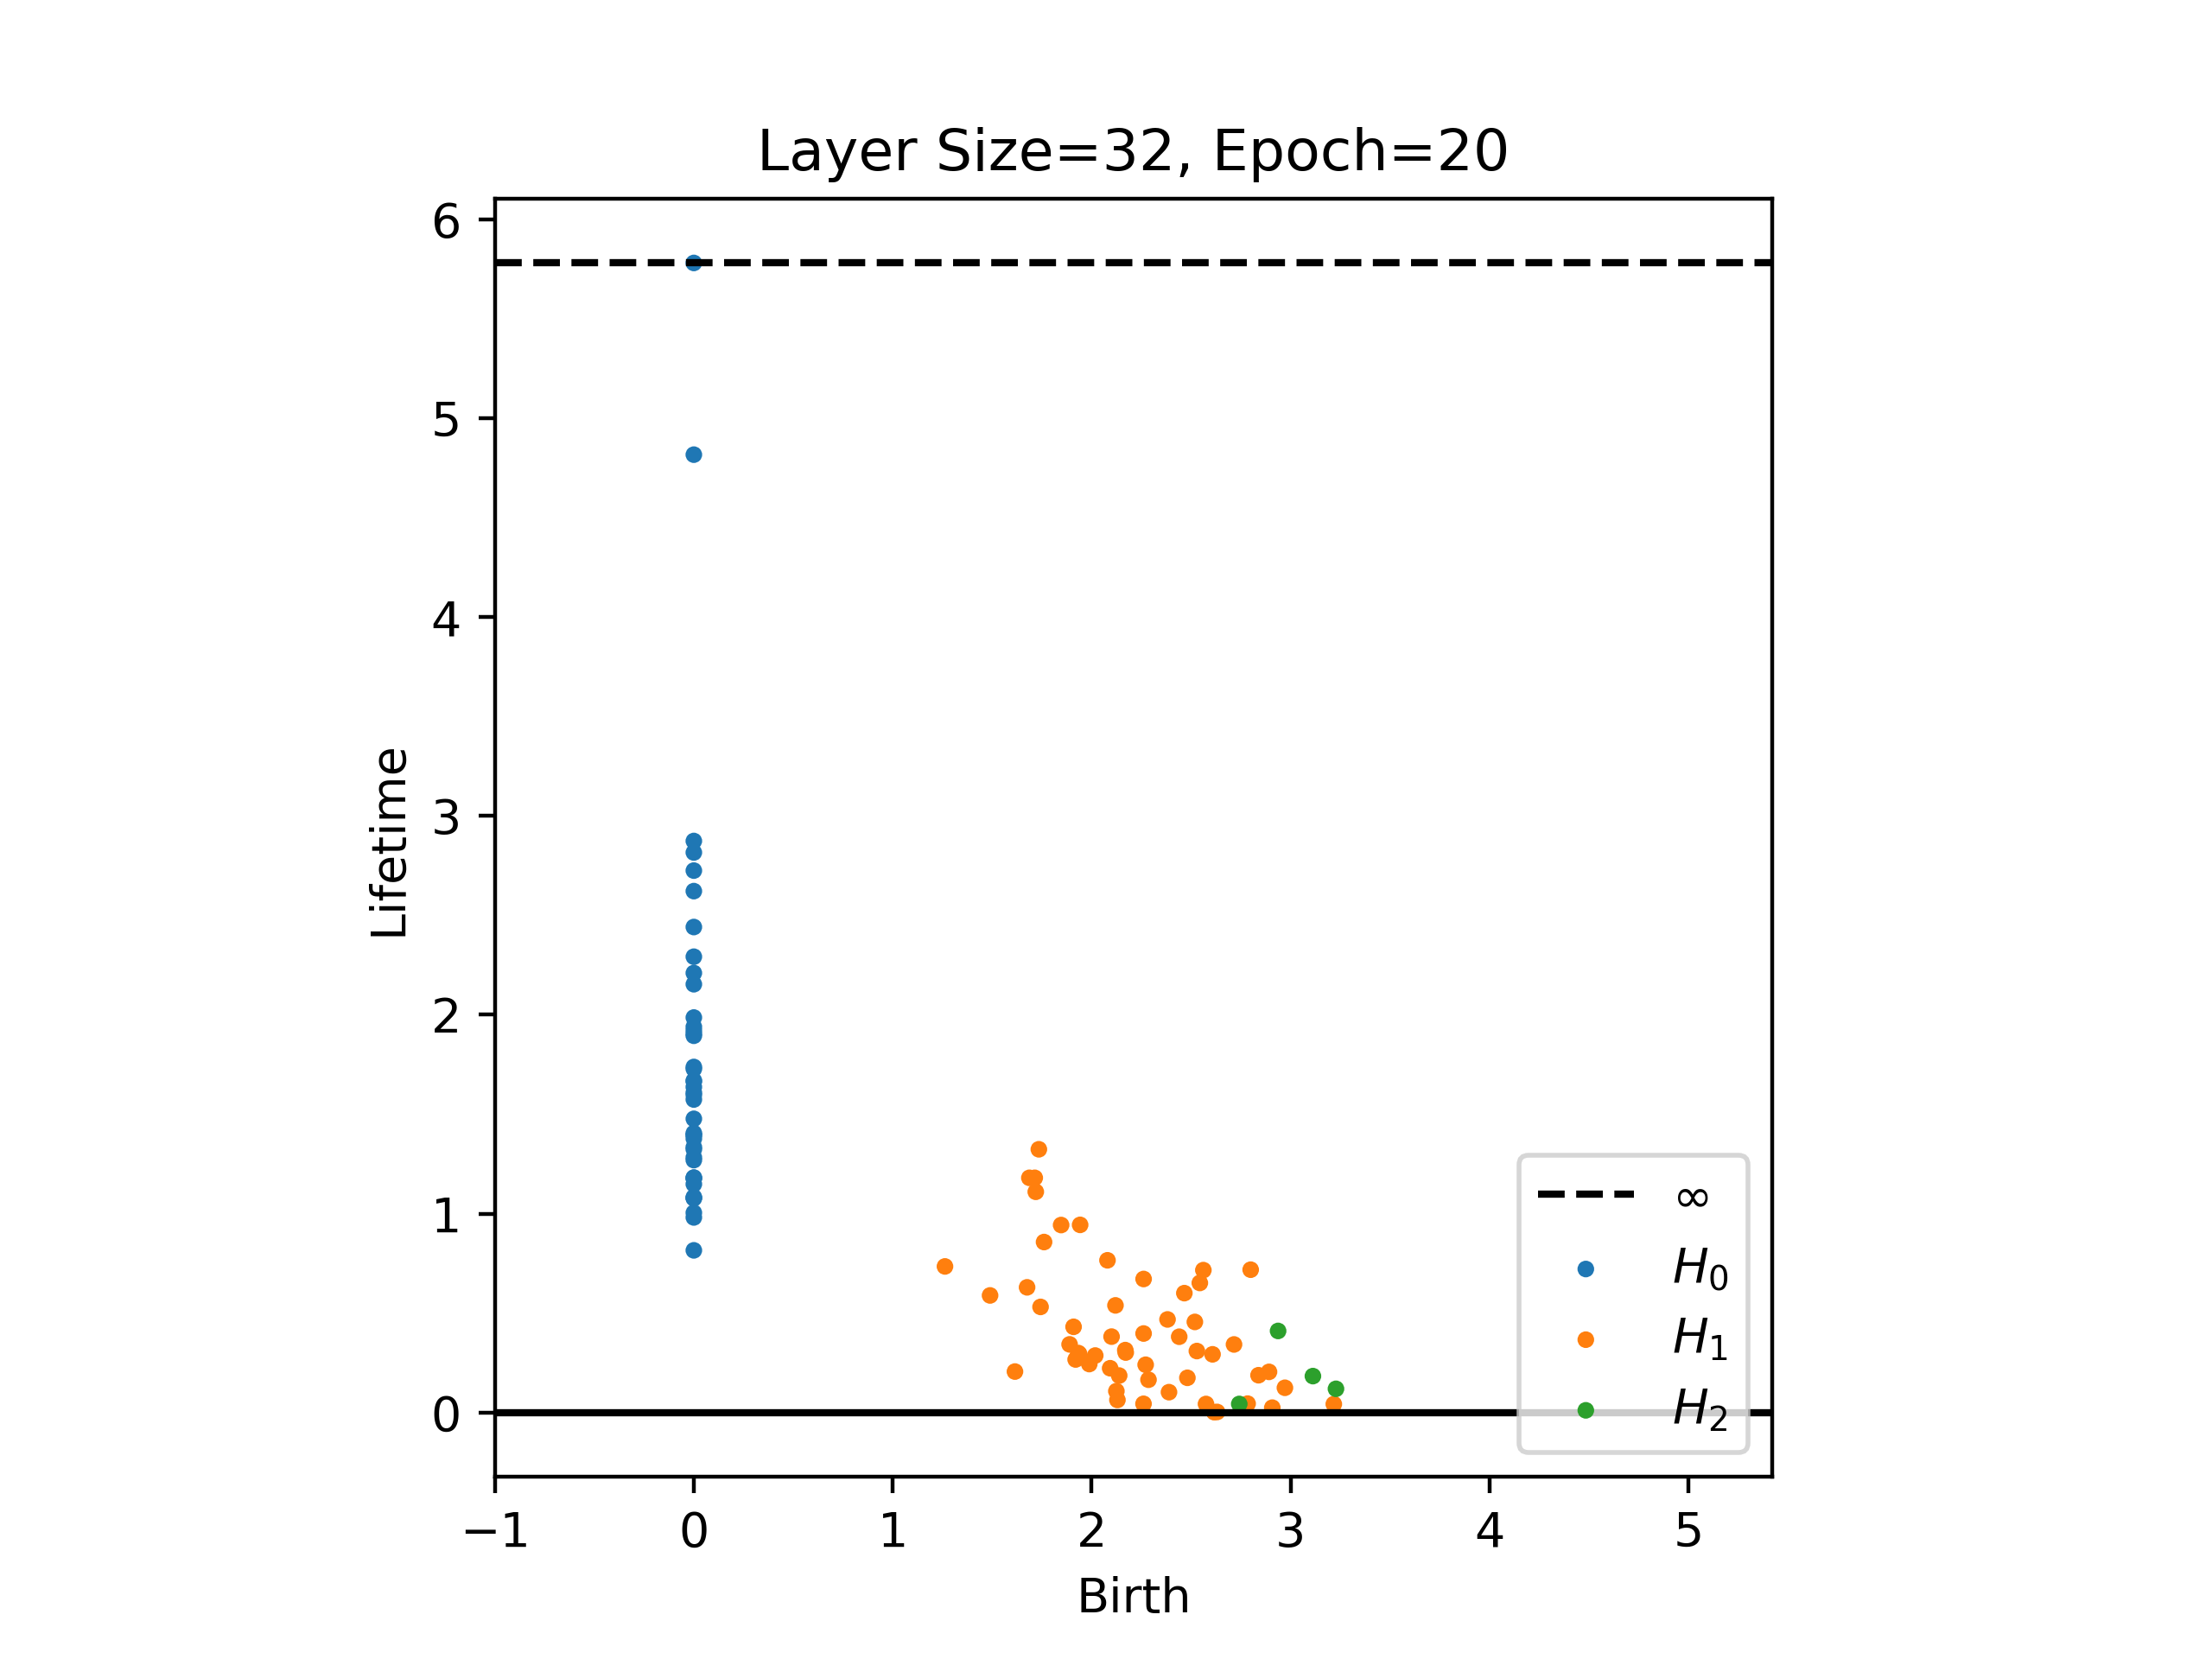 Layer Size=32, Epoch=20
6
5
4
3
2
1
0
Lifetime
∞
H₀
H₁
H₂
−1 0 1 2 3 4 5
Birth